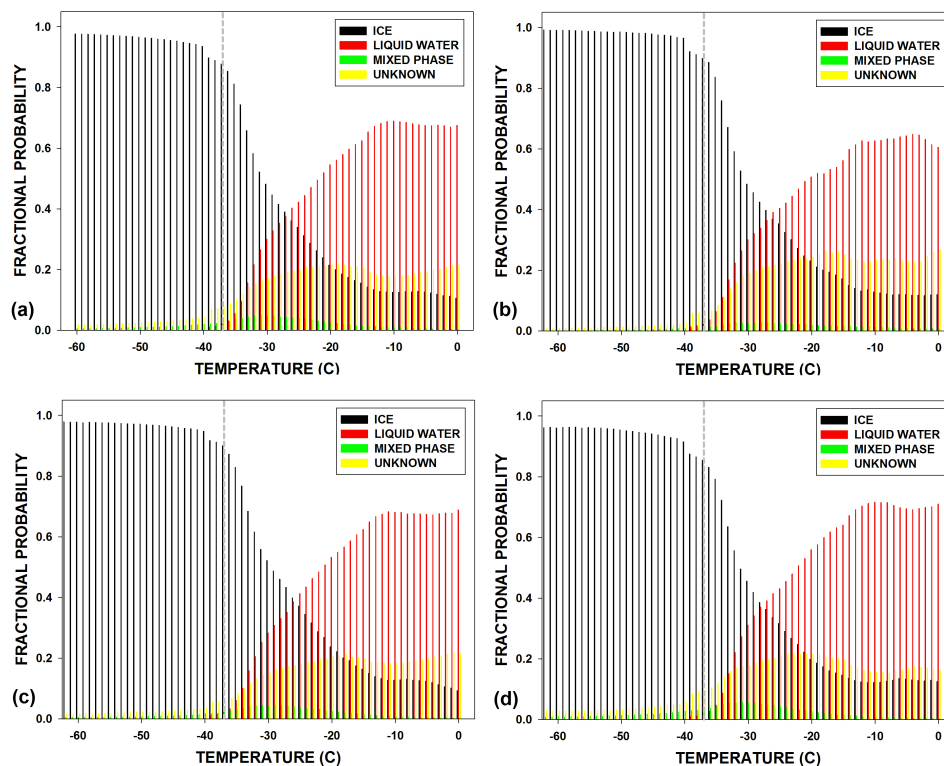 ICE
LIQUID WATER
MIXED PHASE
UNKNOWN
FRACTIONAL PROBABILITY
1.0
0.8
0.6
0.4
0.2
0.0
(a)
-60 -50 -40 -30 -20 -10 0
TEMPERATURE (C)
ICE
LIQUID WATER
MIXED PHASE
UNKNOWN
FRACTIONAL PROBABILITY
1.0
0.8
0.6
0.4
0.2
0.0
(b)
-60 -50 -40 -30 -20 -10 0
TEMPERATURE (C)
ICE
LIQUID WATER
MIXED PHASE
UNKNOWN
FRACTIONAL PROBABILITY
1.0
0.8
0.6
0.4
0.2
0.0
(c)
-60 -50 -40 -30 -20 -10 0
TEMPERATURE (C)
ICE
LIQUID WATER
MIXED PHASE
UNKNOWN
FRACTIONAL PROBABILITY
1.0
0.8
0.6
0.4
0.2
0.0
(d)
-60 -50 -40 -30 -20 -10 0
TEMPERATURE (C)